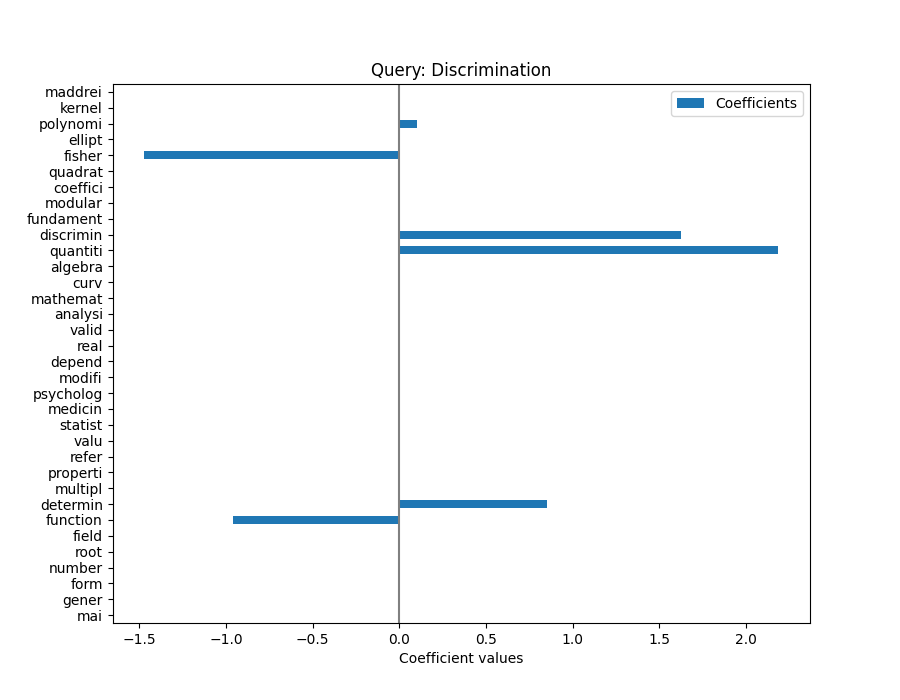 Query: Discrimination
Coefficients
maddrei
kernel
polynomi
ellipt
fisher
quadrat
coeffici
modular
fundament
discrimin
quantiti
algebra
curv
mathemat
analysi
valid
real
depend
modifi
psycholog
medicin
statist
valu
refer
properti
multipl
determin
function
field
root
number
form
gener
mai
−1.5 −1.0 −0.5 0.0 0.5 1.0 1.5 2.0
Coefficient values